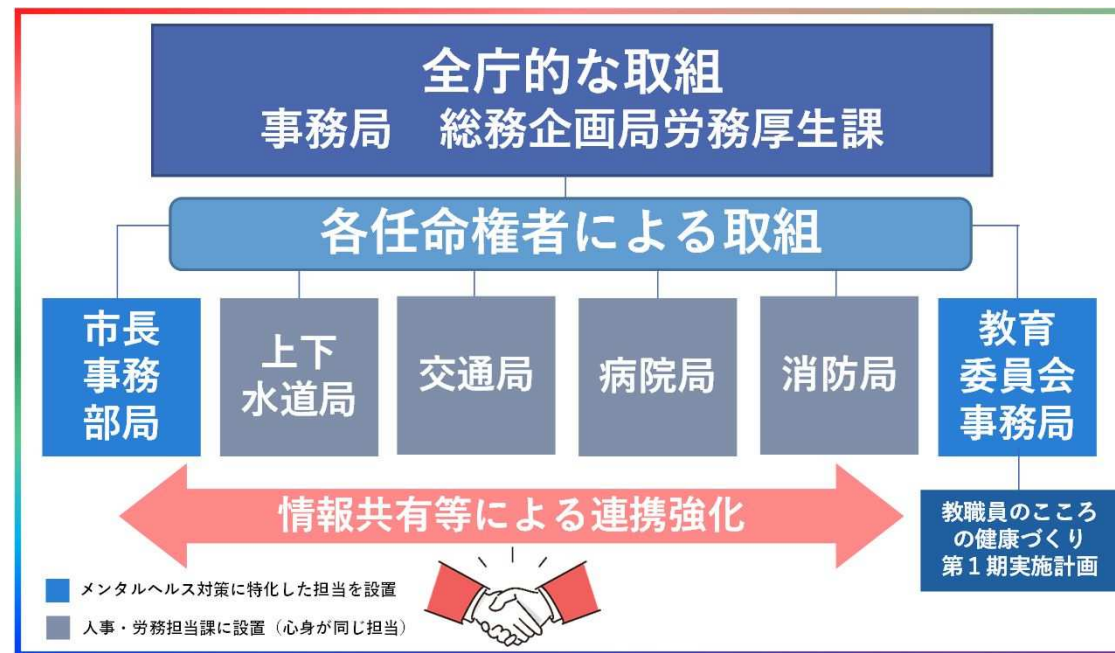 全庁的な取組
事務局　総務企画局労務厚生課
各任命権者による取組
市長
事務
部局
上下
水道局
交通局
病院局
消防局
教育
委員会
事務局
情報共有等による連携強化
教職員のこころ
の健康づくり
第１期実施計画
メンタルヘルス対策に特化した担当を設置
人事・労務担当課に設置（心身が同じ担当）